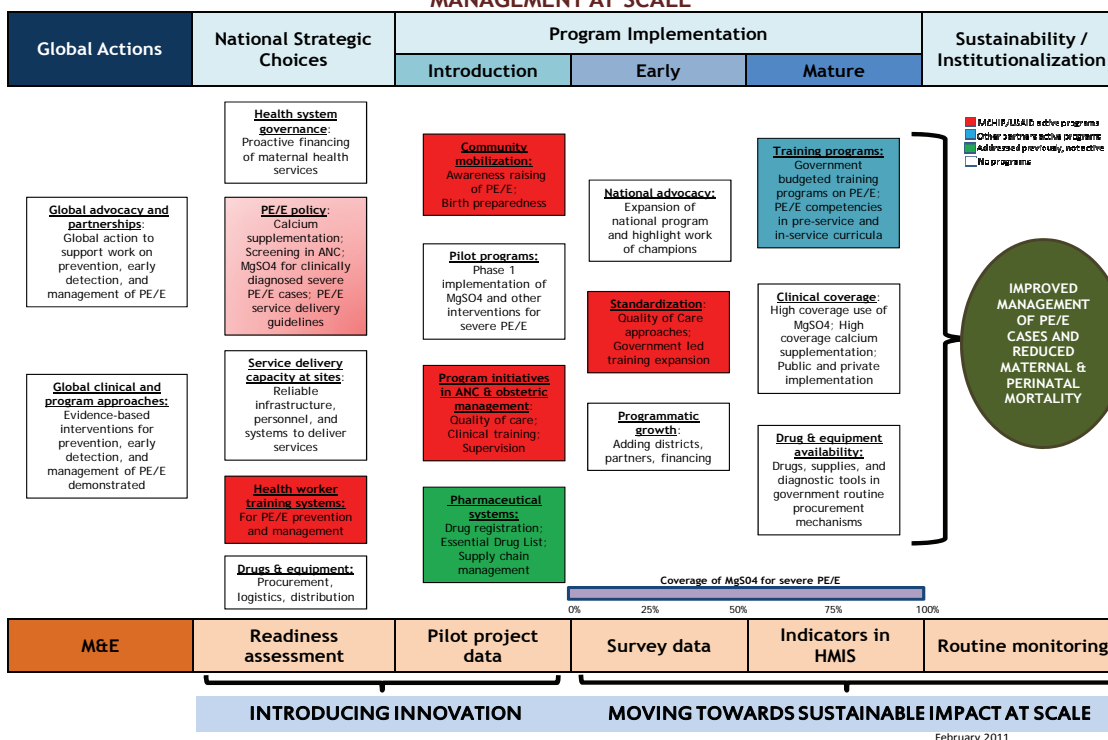 MANAGEMENT AT SCALE
Global Actions
National Strategic
Choices
Program Implementation
Introduction
Early
Mature
Sustainability /
Institutionalization
Global advocacy and
partnerships:
Global action to
support work on
prevention, early
detection, and
management of PE/E
Global clinical and
program approaches:
Evidence-based
interventions for
prevention, early
detection, and
management of PE/E
demonstrated
Health system
governance:
Proactive financing
of maternal health
services
PE/E policy:
Calcium
supplementation;
Screening in ANC;
MgSO4 for clinically
diagnosed severe
PE/E cases; PE/E
service delivery
guidelines
Service delivery
capacity at sites:
Reliable
infrastructure,
personnel, and
systems to deliver
services
Health worker
training systems:
For PE/E prevention
and management
Drugs & equipment:
Procurement,
logistics, distribution
Community
mobilization:
Awareness raising
of PE/E;
Birth preparedness
Pilot programs:
Phase 1
implementation of
MgSO4 and other
interventions for
severe PE/E
Program initiatives
in ANC & obstetric
management:
Quality of care;
Clinical training;
Supervision
Pharmaceutical
systems:
Drug registration;
Essential Drug List;
Supply chain
management
National advocacy:
Expansion of
national program
and highlight work
of champions
Standardization:
Quality of Care
approaches;
Government led
training expansion
Programmatic
growth:
Adding districts,
partners, financing
Training programs:
Government
budgeted training
programs on PE/E;
PE/E competencies
in pre-service and
in-service curricula
Clinical coverage:
High coverage use of
MgSO4; High
coverage calcium
supplementation;
Public and private
implementation
Drug & equipment
availability:
Drugs, supplies, and
diagnostic tools in
government routine
procurement
mechanisms
MCHIP/USAID active programs
Other partners active programs
Addressed previously, not active
No programs
IMPROVED
MANAGEMENT
OF PE/E
CASES AND
REDUCED
MATERNAL &
PERINATAL
MORTALITY
Coverage of MgS04 for severe PE/E
0% 25% 50% 75% 100%
M&E
Readiness
assessment
Pilot project
data
Survey data
Indicators in
HMIS
Routine monitoring
INTRODUCING INNOVATION
MOVING TOWARDS SUSTAINABLE IMPACT AT SCALE
February 2011